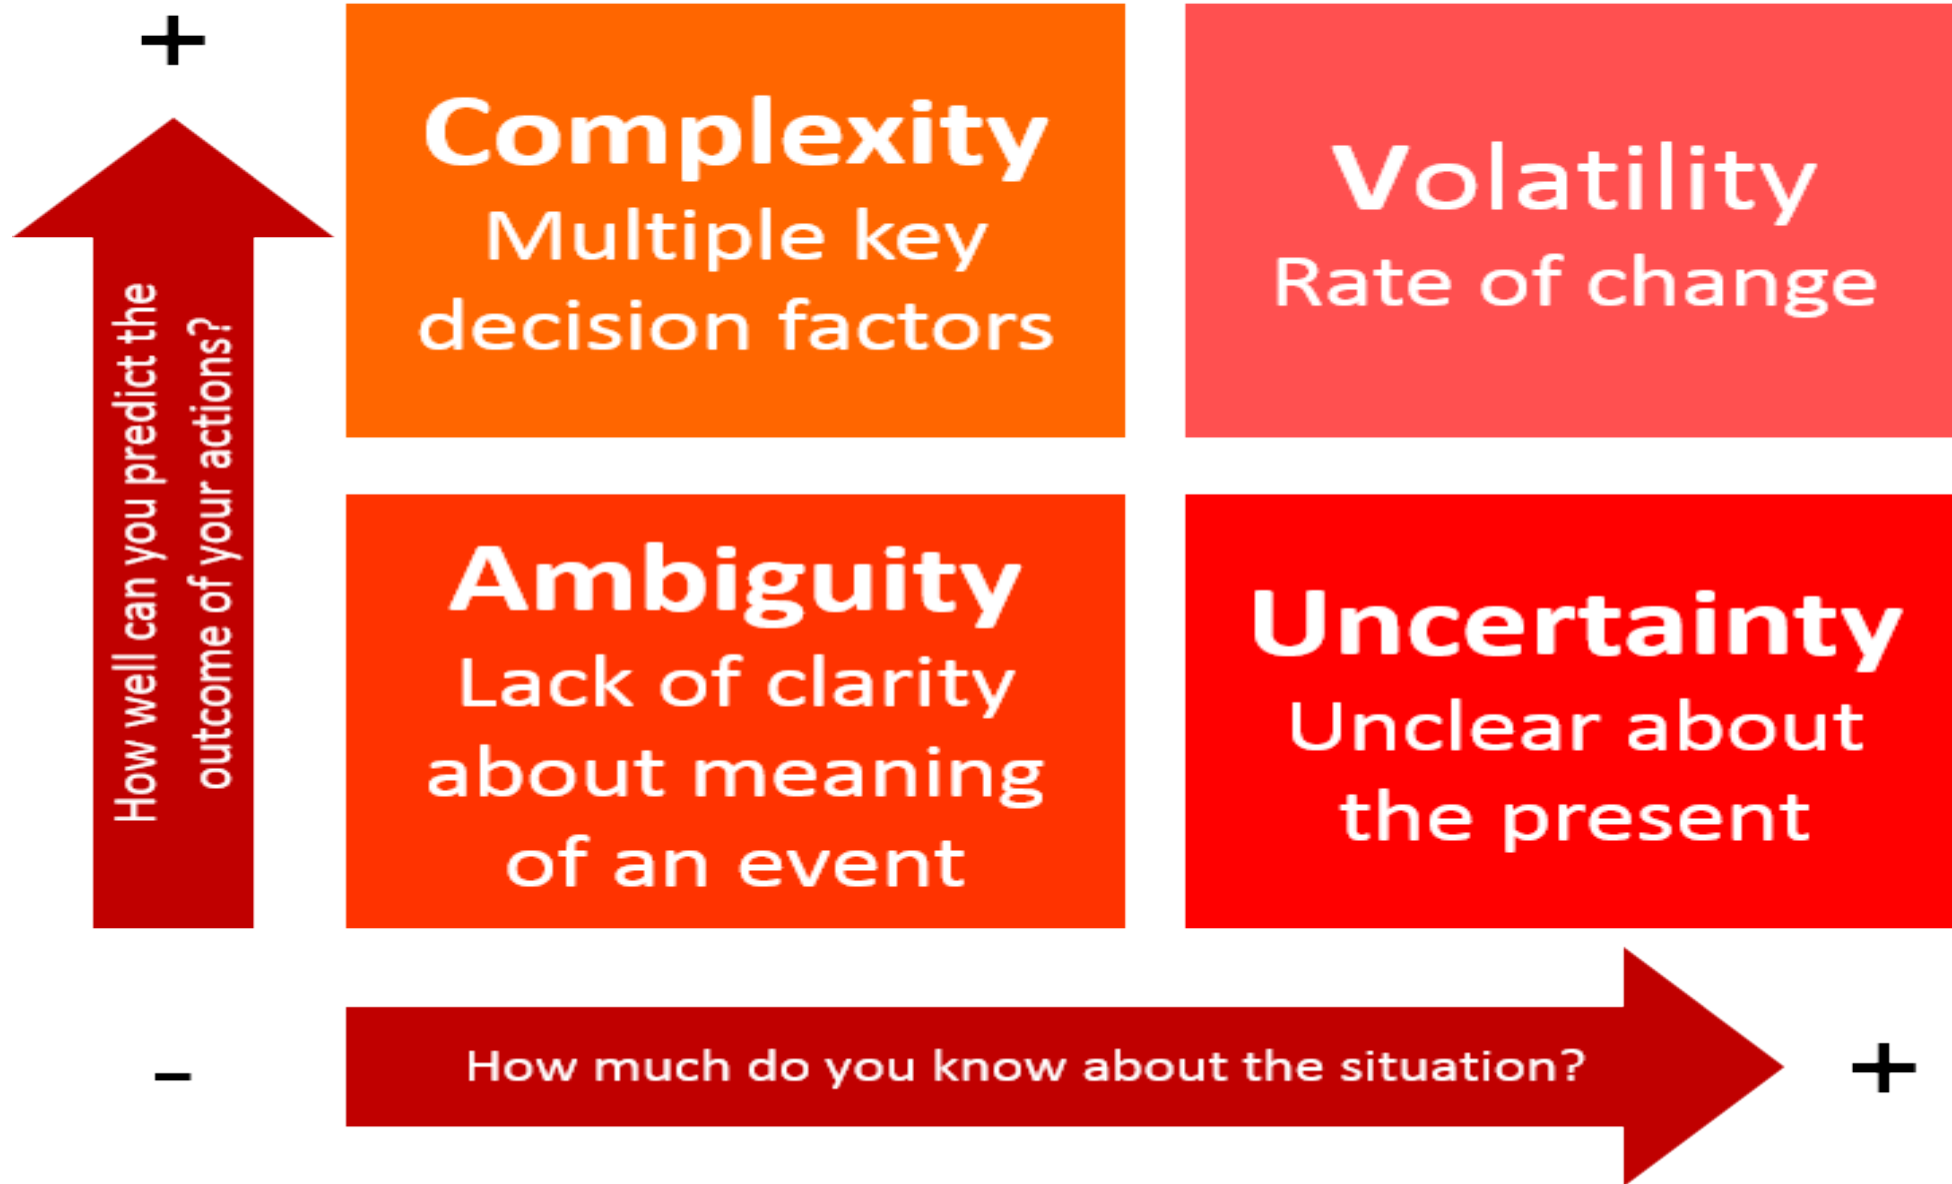 +
Complexity
Multiple key
decision factors
Volatility
Rate of change
How well can you predict the
outcome of your actions?
Ambiguity
Lack of clarity
about meaning
of an event
Uncertainty
Unclear about
the present
-
How much do you know about the situation?
+